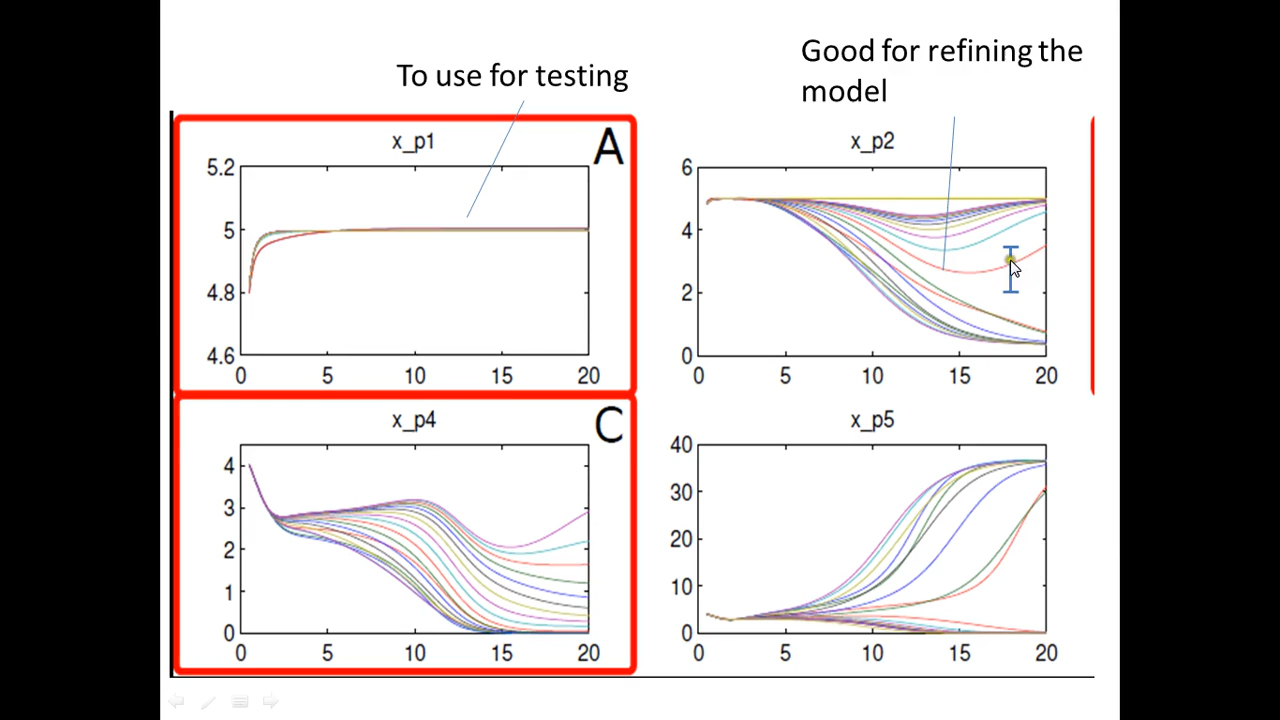 To use for testing
Good for refining the
model
x_p1
A
5.2
5
4.8
4.6
0 5 10 15 20
x_p2
6
4
2
0
0 5 10 15 20
x_p4
C
4
3
2
1
0
0 5 10 15 20
x_p5
40
30
20
10
0
0 5 10 15 20